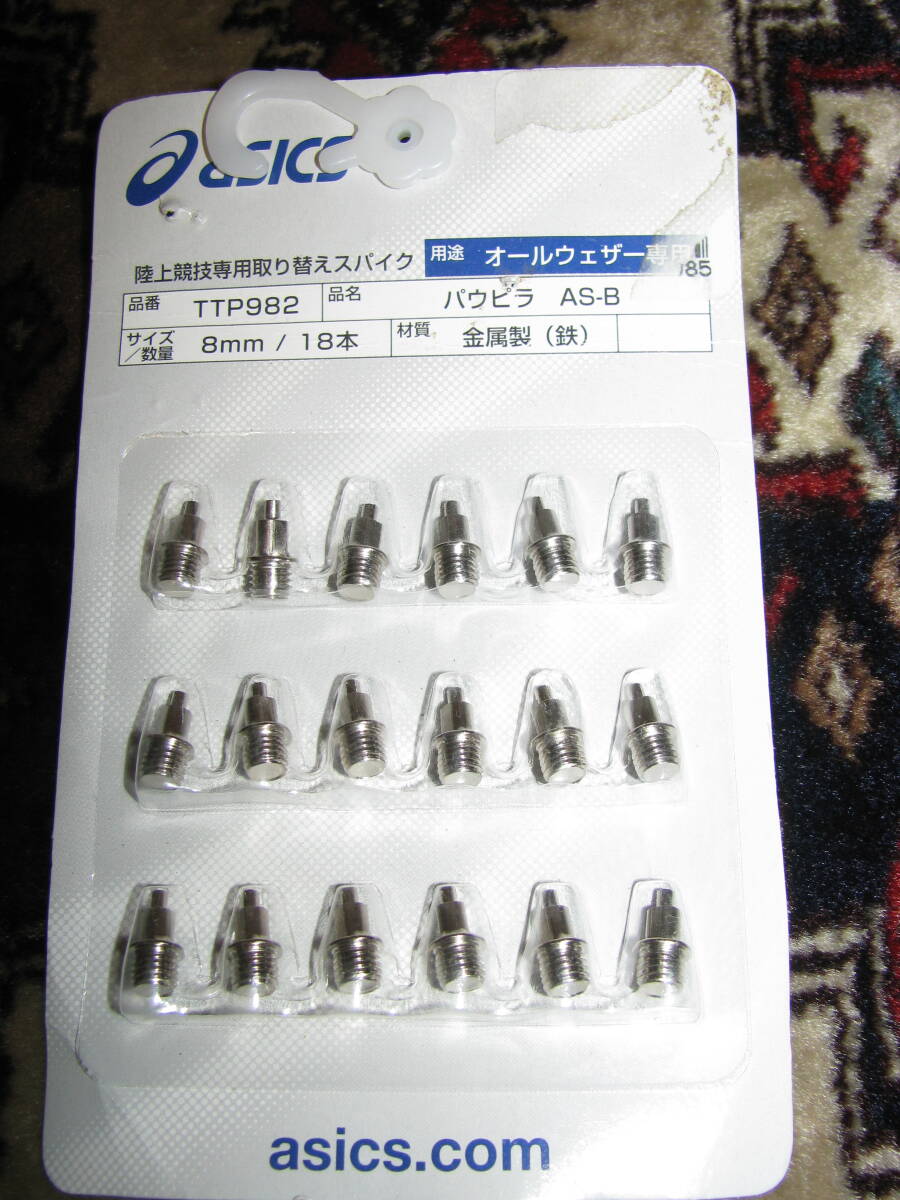 asics
陸上競技専用取り替えスパイク 用途 オールウェザー専用
/85
品番 TTP982 品名 パウピラ AS-B
サイズ/数量 8mm / 18本 材質 金属製(鉄)
asics.com